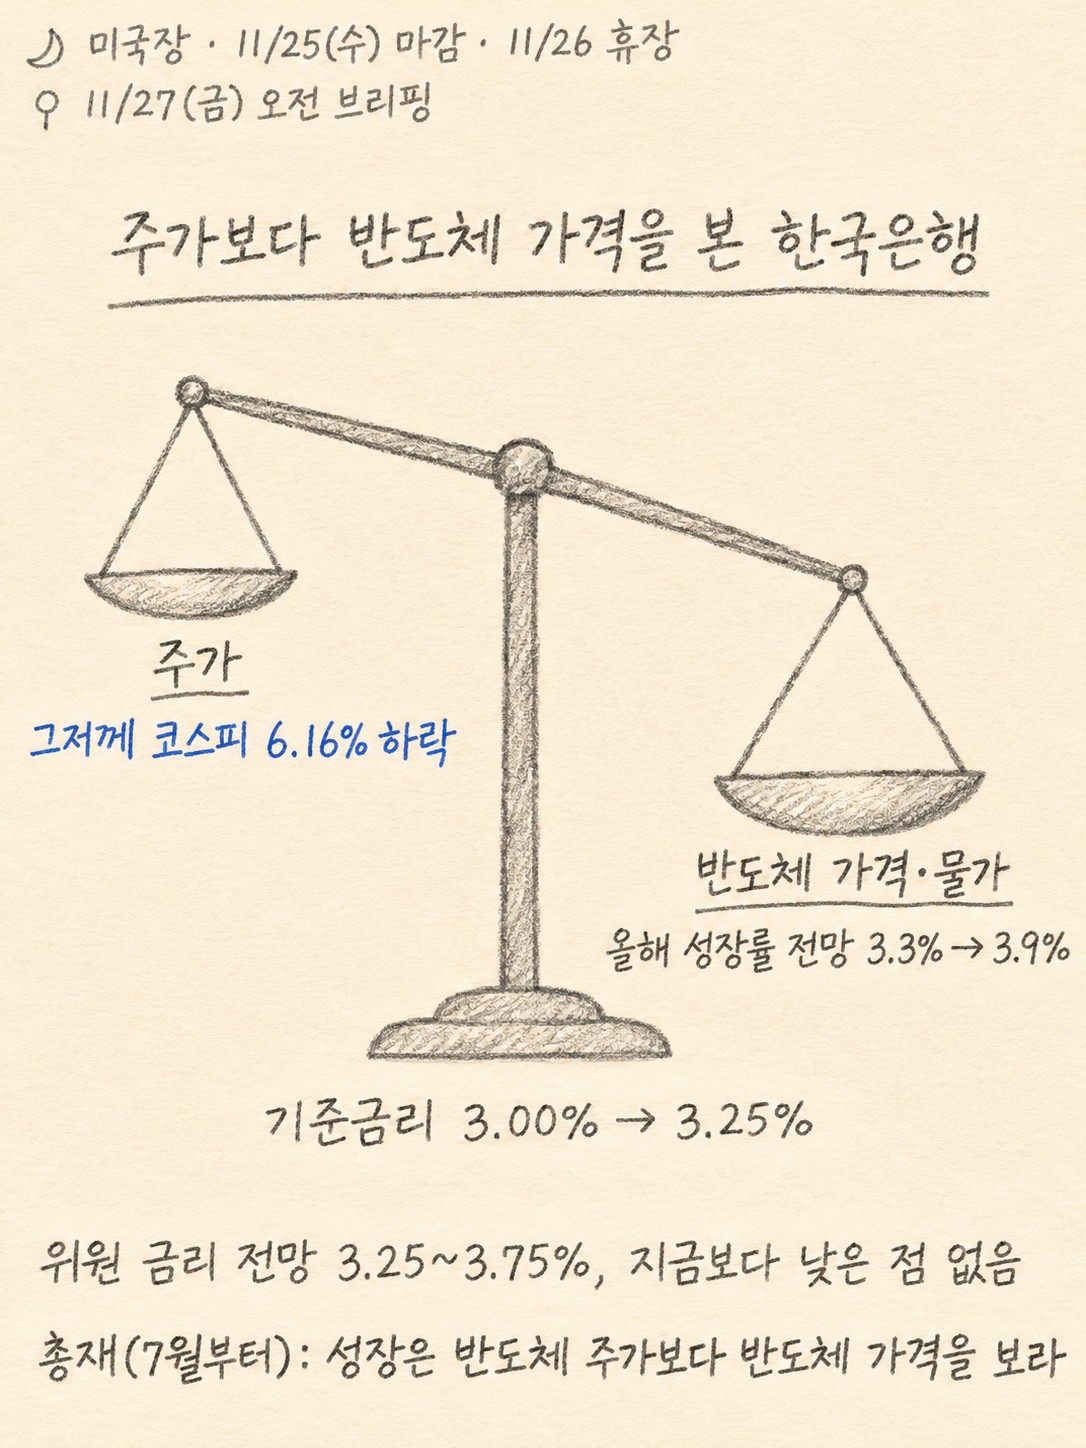 미국장 · 11/25(수) 마감 · 11/26 휴장
11/27(금) 오전 브리핑
주가보다 반도체 가격을 본 한국은행
주가
그저께 코스피 6.16% 하락
반도체 가격·물가
올해 성장률 전망 3.3%→3.9%
기준금리 3.00% → 3.25%
위원 금리 전망 3.25~3.75%, 지금보다 낮은 점 없음
총재(7월부터): 성장은 반도체 주가보다 반도체 가격을 보라